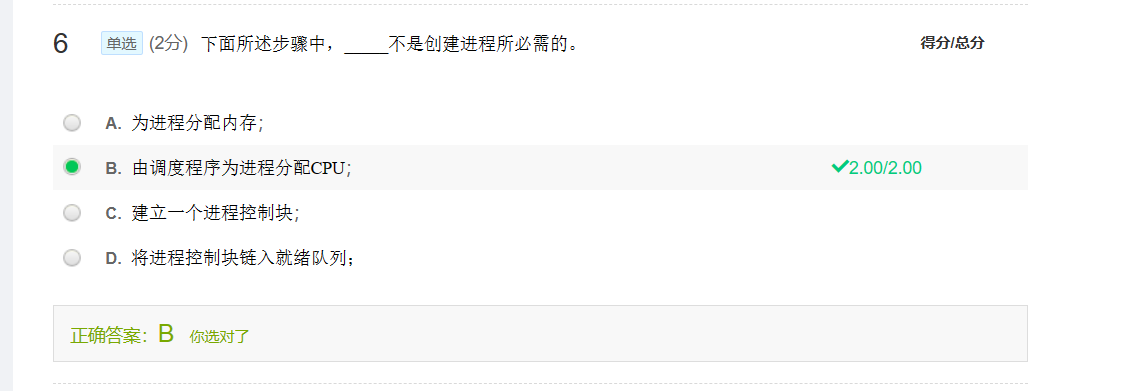 6 单选 (2分) 下面所述步骤中，_____不是创建进程所必需的。 得分/总分
A. 为进程分配内存；
B. 由调度程序为进程分配CPU； 2.00/2.00
C. 建立一个进程控制块；
D. 将进程控制块链入就绪队列；
正确答案：B 你选对了